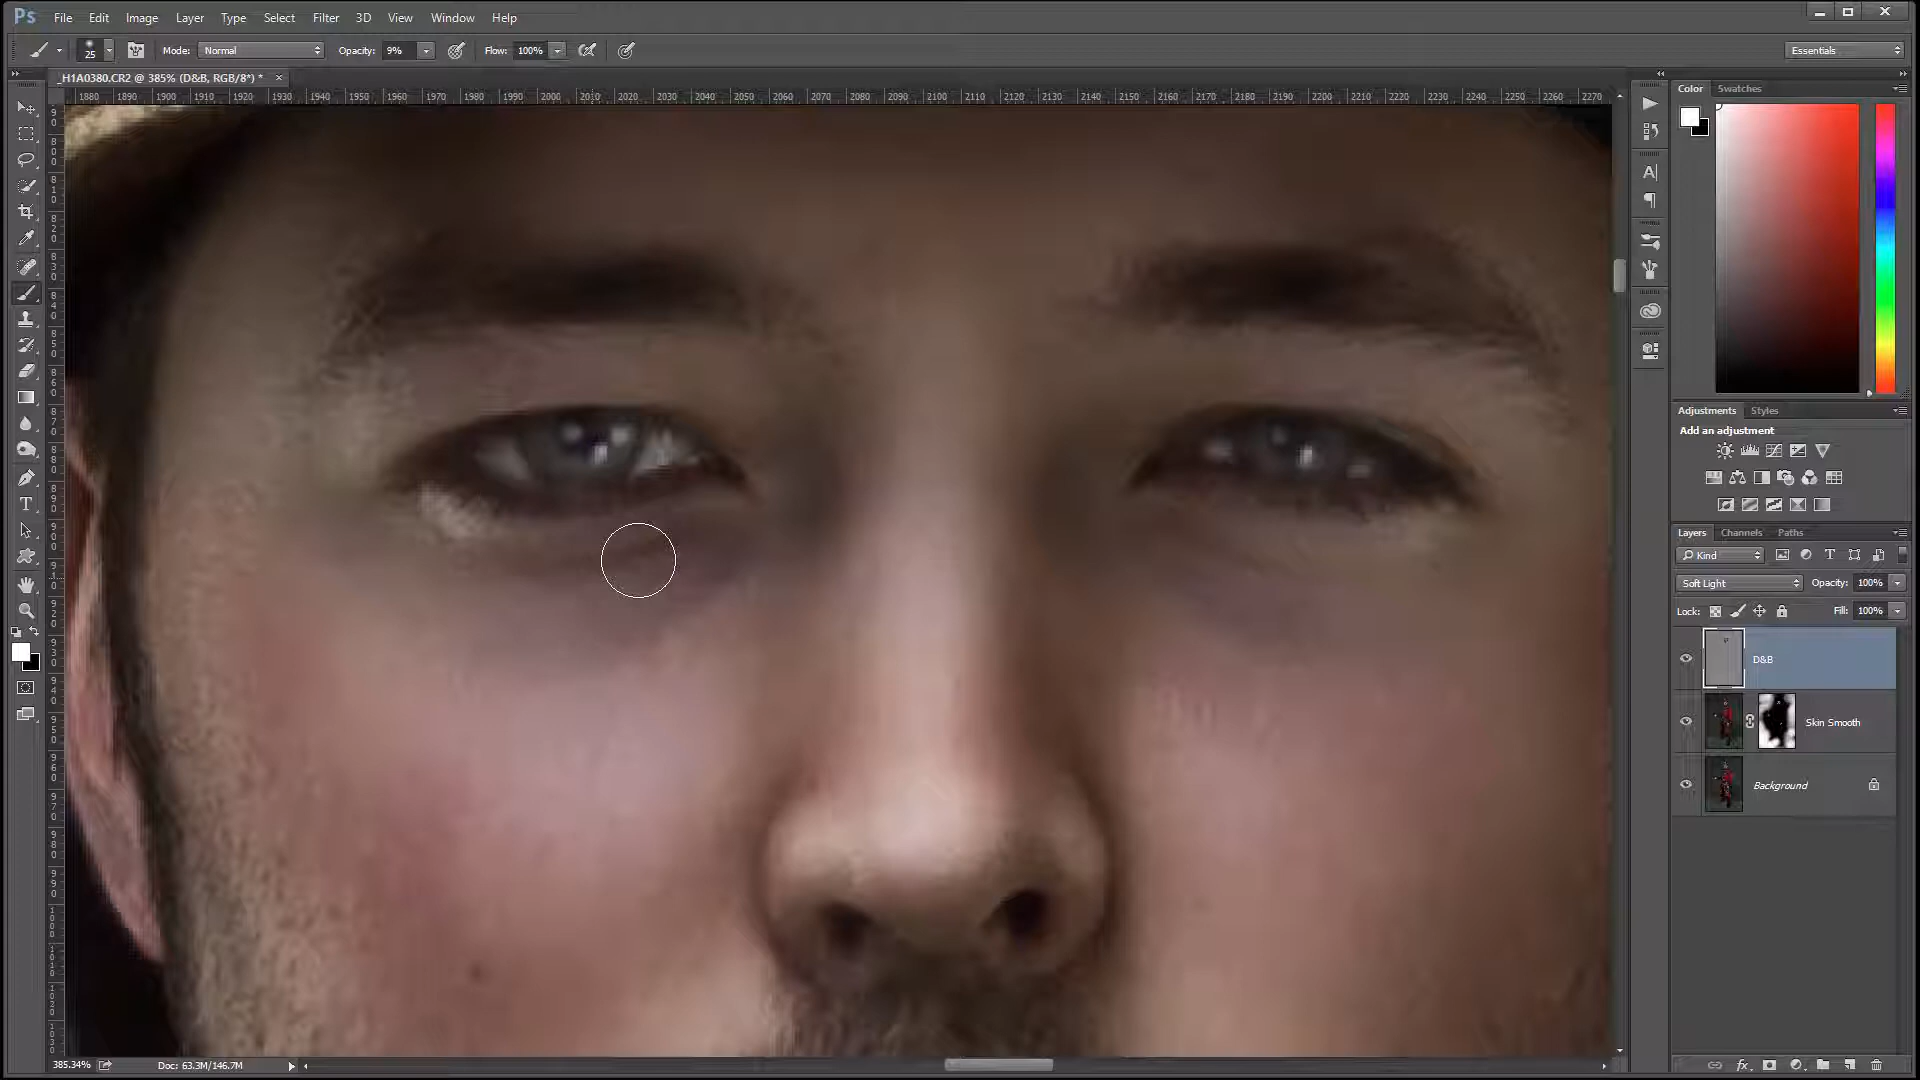 Ps File Edit Image Layer Type Select Filter 3D View Window Help
25 Mode: Normal Opacity: 9% Flow: 100% Essentials
_H1A0380.CR2 @ 385% (D&B, RGB/8*) * ×
1880 1890 1900 1910 1920 1930 1940 1950 1960 1970 1980 1990 2000 2010 2020 2030 2040 2050 2060 2070 2080 2090 2100 2110 2120 2130 2140 2150 2160 2170 2180 2190 2200 2210 2220 2230 2240 2250 2260 2270
Color Swatches
Adjustments Styles
Add an adjustment
Layers Channels Paths
Kind
Soft Light Opacity: 100%
Lock: Fill: 100%
D&B
Skin Smooth
Background
385.34% Doc: 63.3M/146.7M